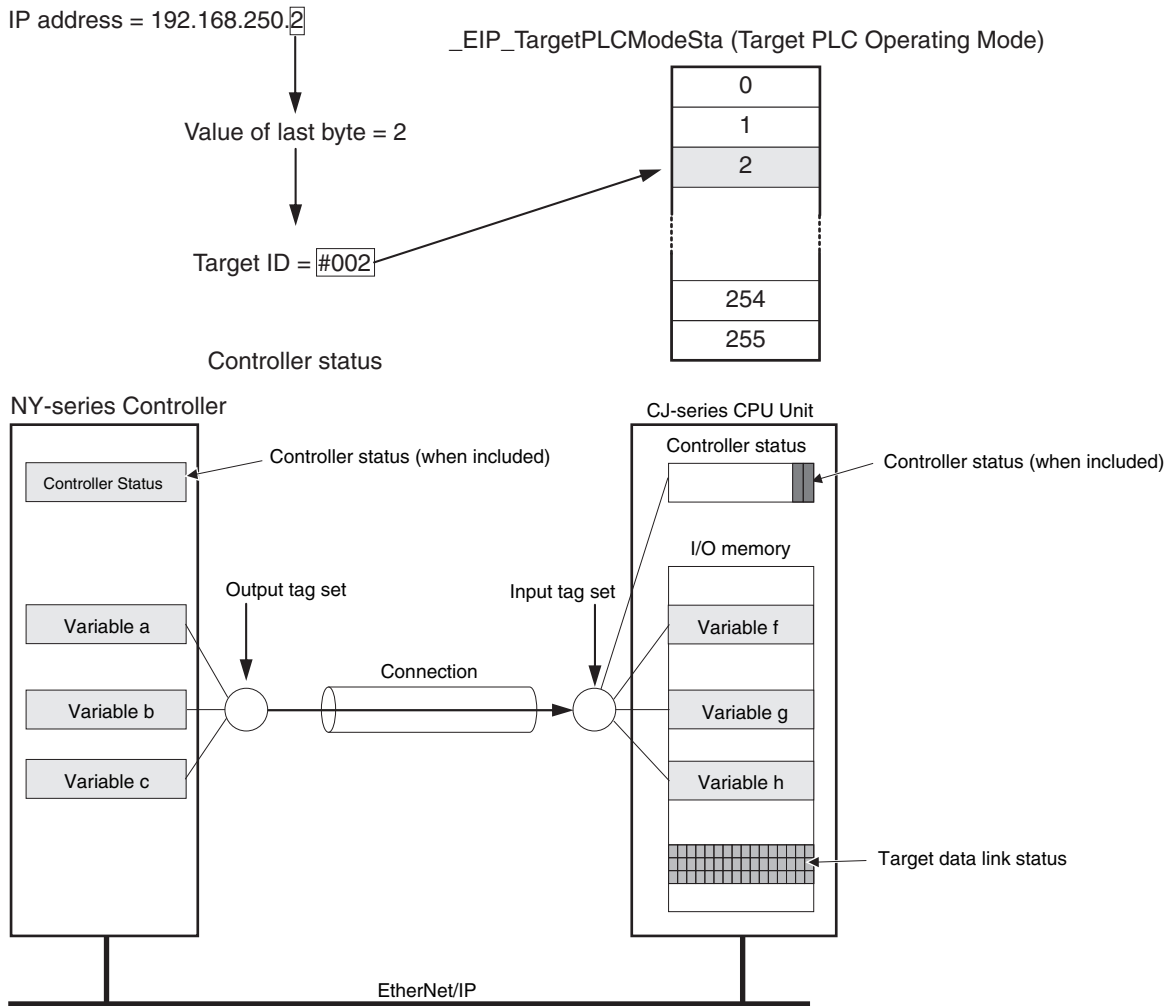 IP address = 192.168.250.2
_EIP_TargetPLCModeSta (Target PLC Operating Mode)
0
1
2
254
255
Value of last byte = 2
Target ID = #002
Controller status
NY-series Controller
CJ-series CPU Unit
Controller Status
Controller status (when included)
Controller status
Controller status (when included)
I/O memory
Output tag set
Input tag set
Variable a
Variable f
Connection
Variable b
Variable g
Variable c
Variable h
Target data link status
EtherNet/IP